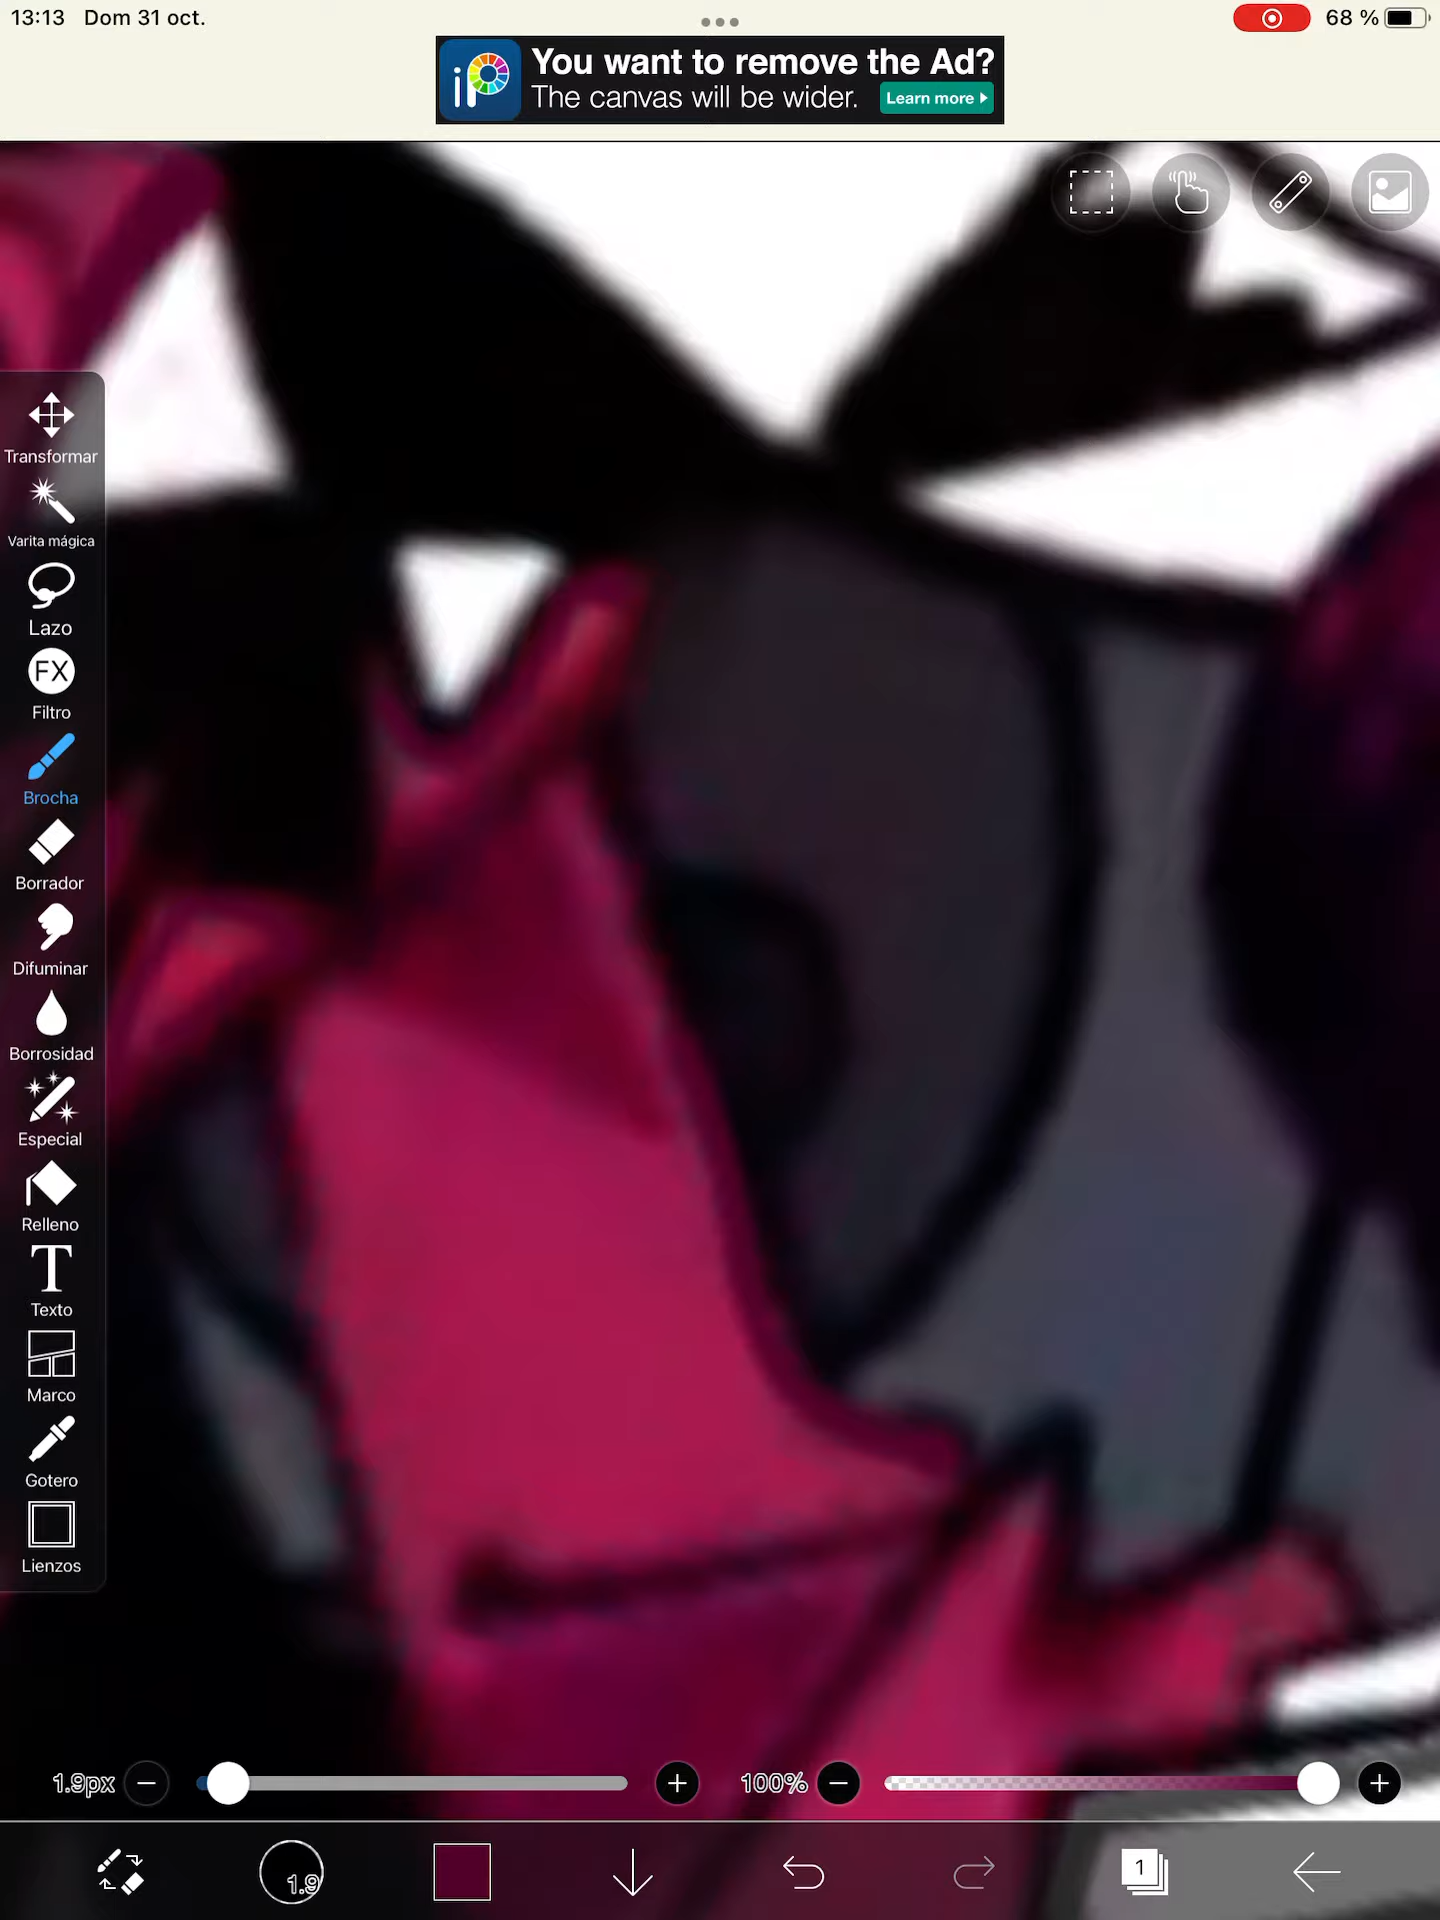 13:13 Dom 31 oct.
68 %
iP
You want to remove the Ad?
The canvas will be wider.
Learn more
Transformar
Varita mágica
Lazo
FX
Filtro
Brocha
Borrador
Difuminar
Borrosidad
Especial
Relleno
T
Texto
Marco
Gotero
Lienzos
1.9px
100%
1.9
1